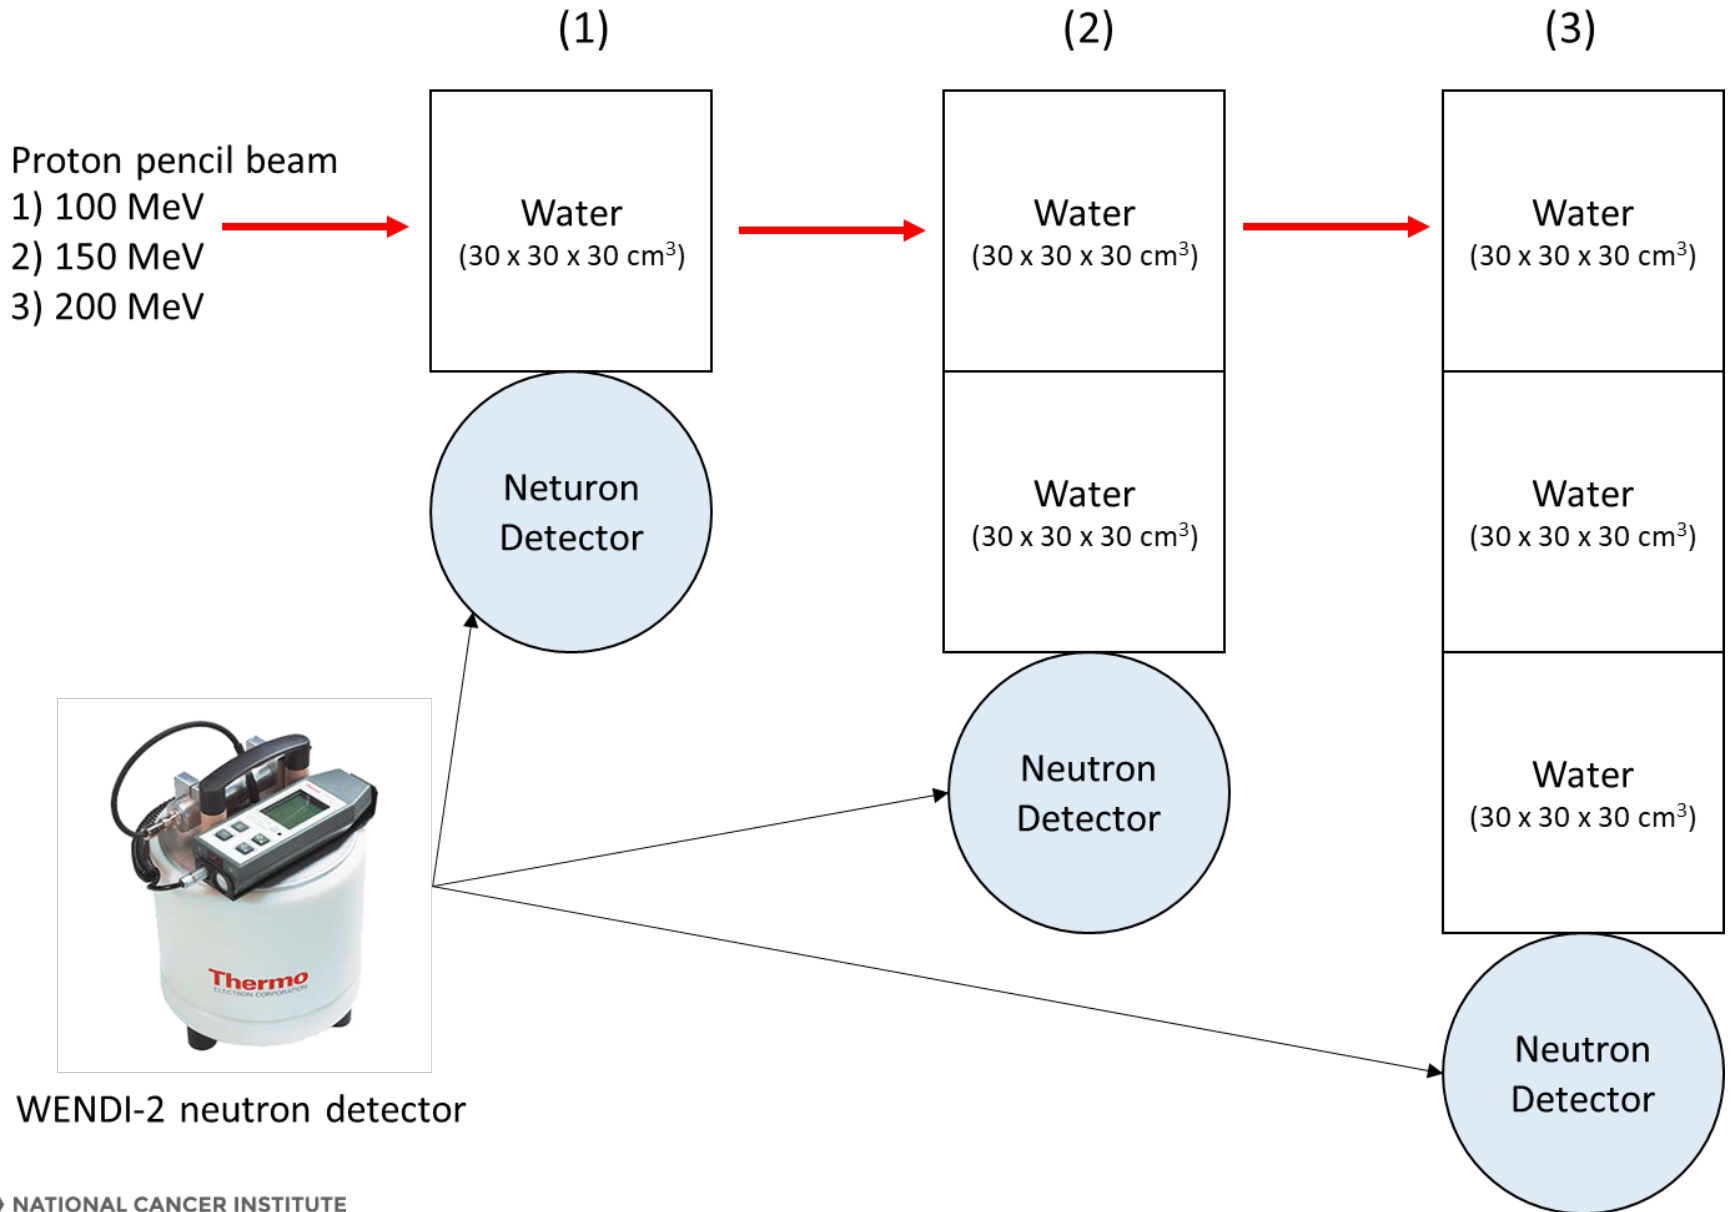 (1)
(2)
(3)
Proton pencil beam
1) 100 MeV
2) 150 MeV
3) 200 MeV
Water
(30 x 30 x 30 cm³)
Water
(30 x 30 x 30 cm³)
Water
(30 x 30 x 30 cm³)
Neturon
Detector
Water
(30 x 30 x 30 cm³)
Water
(30 x 30 x 30 cm³)
Neutron
Detector
Water
(30 x 30 x 30 cm³)
Neutron
Detector
Thermo
ELECTRON CORPORATION
WENDI-2 neutron detector
NATIONAL CANCER INSTITUTE